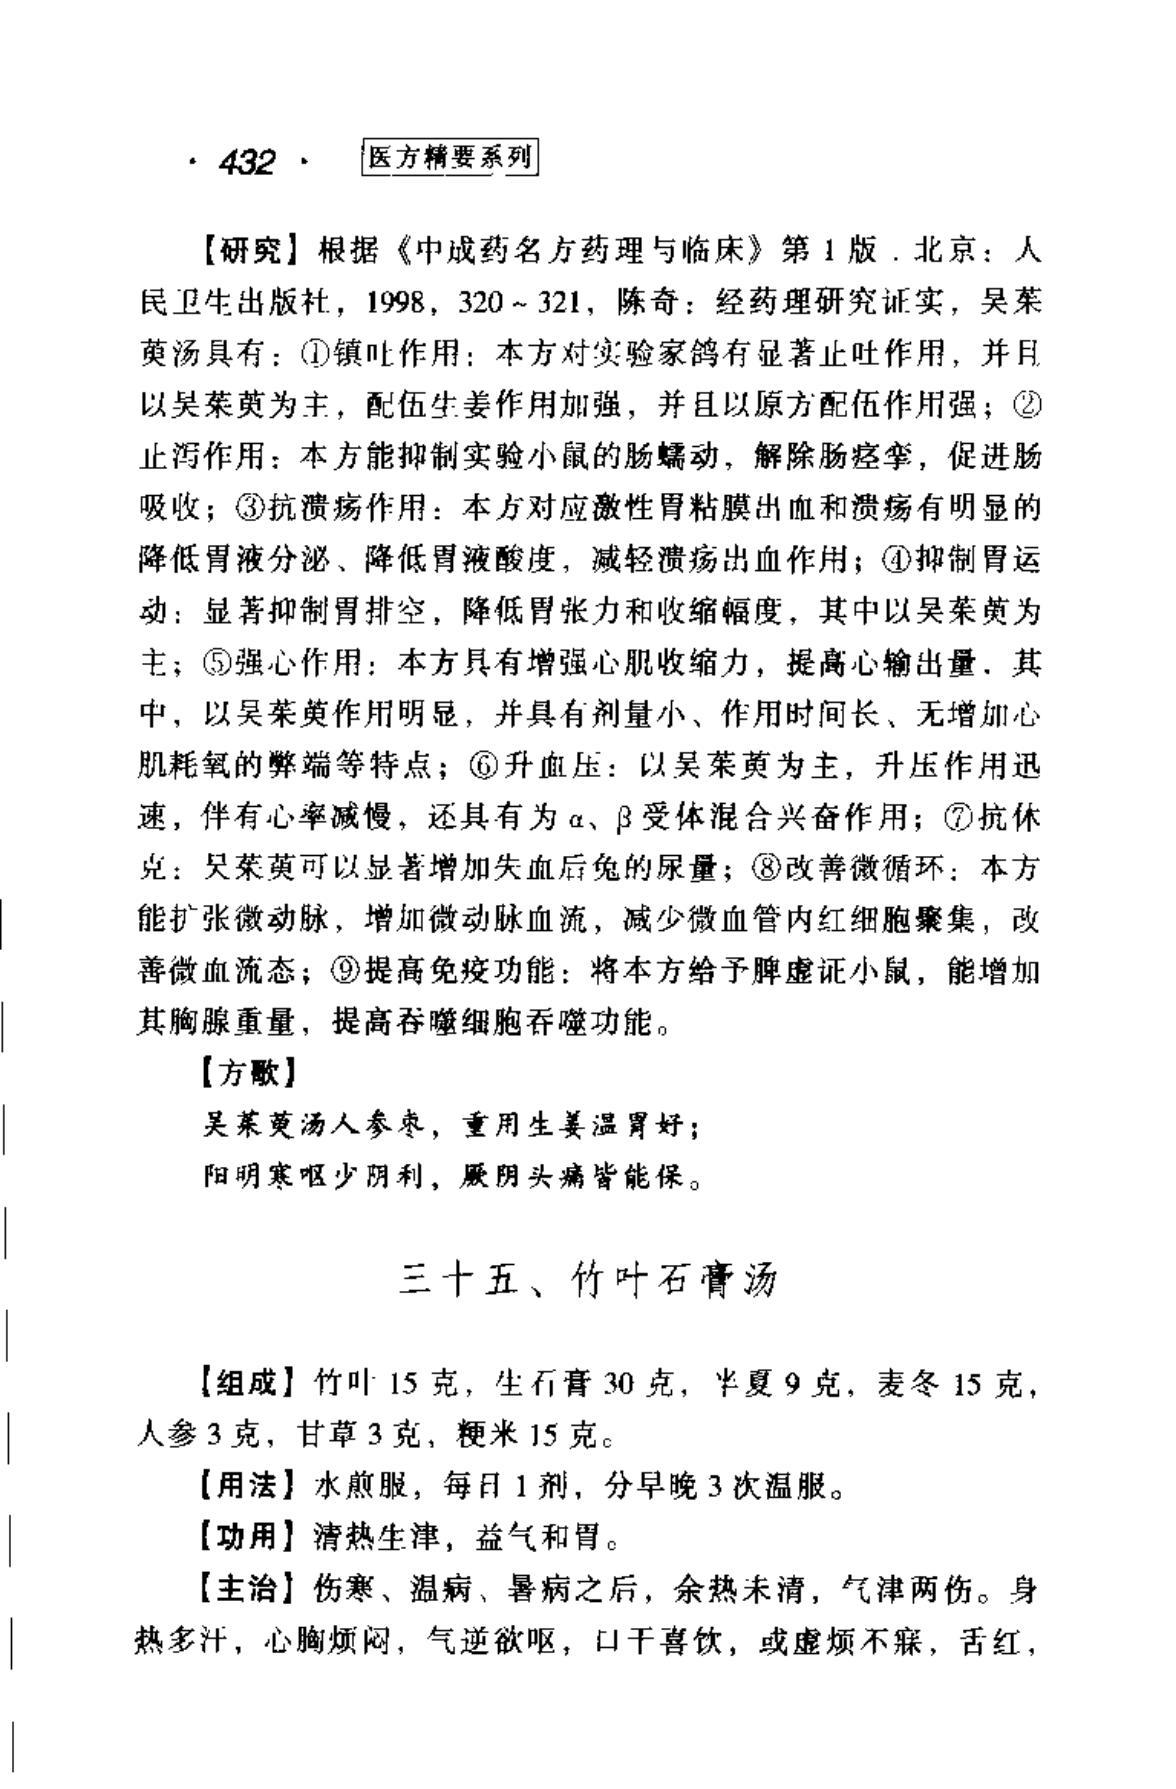 · 432 · 医方精要系列
【研究】根据《中成药名方药理与临床》第 1 版．北京：人
民卫生出版社，1998，320～321，陈奇：经药理研究证实，吴茱
萸汤具有：①镇吐作用：本方对实验家鸽有显著止吐作用，并且
以吴茱萸为主，配伍生姜作用加强，并且以原方配伍作用强；②
止泻作用：本方能抑制实验小鼠的肠蠕动，解除肠痉挛，促进肠
吸收；③抗溃疡作用：本方对应激性胃粘膜出血和溃疡有明显的
降低胃液分泌、降低胃液酸度，减轻溃疡出血作用；④抑制胃运
动：显著抑制胃排空，降低胃张力和收缩幅度，其中以吴茱萸为
主；⑤强心作用：本方具有增强心肌收缩力，提高心输出量．其
中，以吴茱萸作用明显，并具有剂量小、作用时间长、无增加心
肌耗氧的弊端等特点；⑥升血压：以吴茱萸为主，升压作用迅
速，伴有心率减慢，还具有为 α、β 受体混合兴奋作用；⑦抗休
克：吴茱萸可以显著增加失血后兔的尿量；⑧改善微循环：本方
能扩张微动脉，增加微动脉血流，减少微血管内红细胞聚集，改
善微血流态；⑨提高免疫功能：将本方给予脾虚证小鼠，能增加
其胸腺重量，提高吞噬细胞吞噬功能。
【方歌】
吴茱萸汤人参枣，重用生姜温胃好；
阳明寒呕少阴利，厥阴头痛皆能保。
三十五、竹叶石膏汤
【组成】竹叶 15 克，生石膏 30 克，半夏 9 克，麦冬 15 克，
人参 3 克，甘草 3 克，粳米 15 克。
【用法】水煎服，每日 1 剂，分早晚 3 次温服。
【功用】清热生津，益气和胃。
【主治】伤寒、温病、暑病之后，余热未清，气津两伤。身
热多汗，心胸烦闷，气逆欲呕，口干喜饮，或虚烦不寐，舌红，